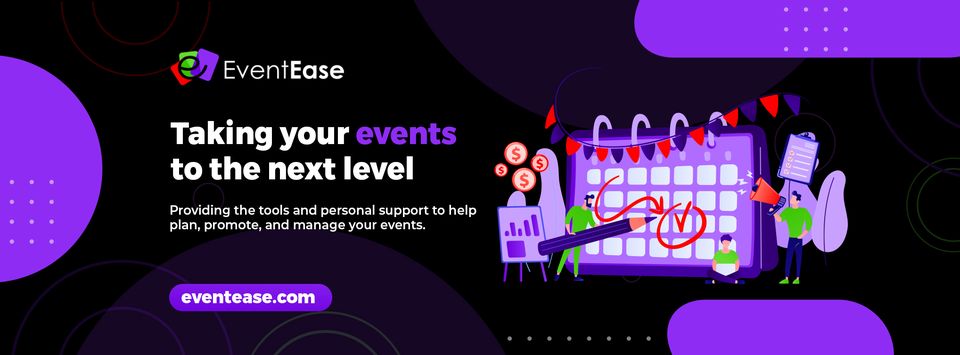 EventEase
Taking your events
to the next level
Providing the tools and personal support to help
plan, promote, and manage your events.
eventease.com